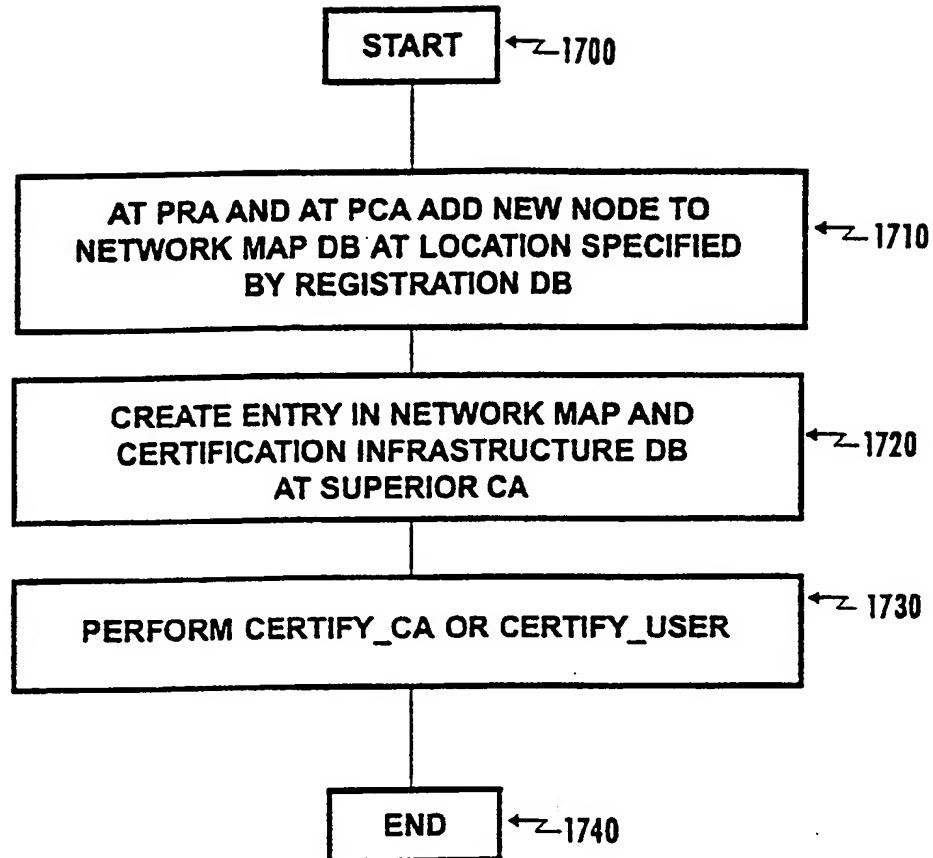 START
1700
AT PRA AND AT PCA ADD NEW NODE TO
NETWORK MAP DB AT LOCATION SPECIFIED
BY REGISTRATION DB
1710
CREATE ENTRY IN NETWORK MAP AND
CERTIFICATION INFRASTRUCTURE DB
AT SUPERIOR CA
1720
PERFORM CERTIFY_CA OR CERTIFY_USER
1730
END
1740